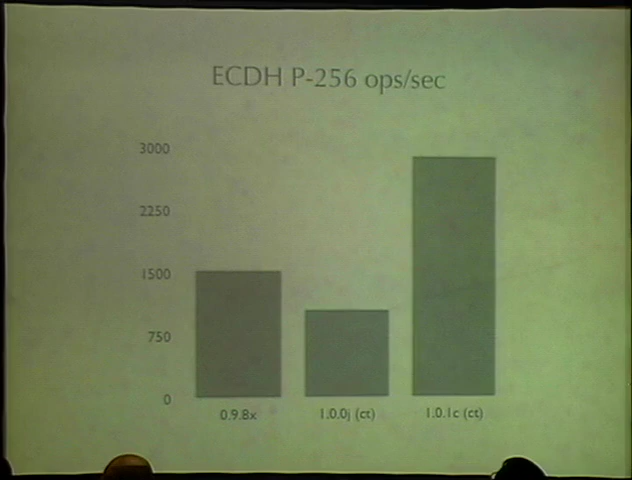 ECDH P-256 ops/sec
3000
2250
1500
750
0
0.9.8x
1.0.0j (ct)
1.0.1c (ct)